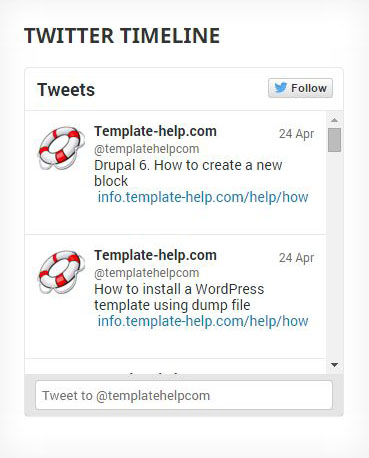 TWITTER TIMELINE
Tweets
Follow
Template-help.com 24 Apr
@templatehelpcom
Drupal 6. How to create a new
block
info.template-help.com/help/how
Template-help.com 24 Apr
@templatehelpcom
How to install a WordPress
template using dump file
info.template-help.com/help/how
Tweet to @templatehelpcom